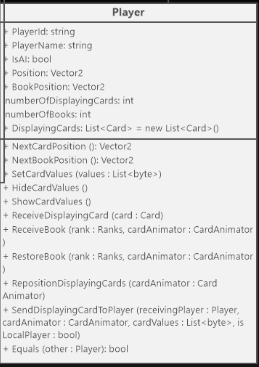 Player
+ PlayerId: string
+ PlayerName: string
+ IsAI: bool
+ Position: Vector2
+ BookPosition: Vector2
numberOfDisplayingCards: int
numberOfBooks: int
+ DisplayingCards: List<Card> = new List<Card>()
+ NextCardPosition (): Vector2
+ NextBookPosition (): Vector2
+ SetCardValues (values : List<byte>)
+ HideCardValues ()
+ ShowCardValues ()
+ ReceiveDisplayingCard (card : Card)
+ ReceiveBook (rank : Ranks, cardAnimator : CardAnimator
)
+ RestoreBook (rank : Ranks, cardAnimator : CardAnimator
)
+ RepositionDisplayingCards (cardAnimator : Card
Animator)
+ SendDisplayingCardToPlayer (receivingPlayer : Player,
cardAnimator : CardAnimator, cardValues : List<byte>, is
LocalPlayer : bool)
+ Equals (other : Player): bool